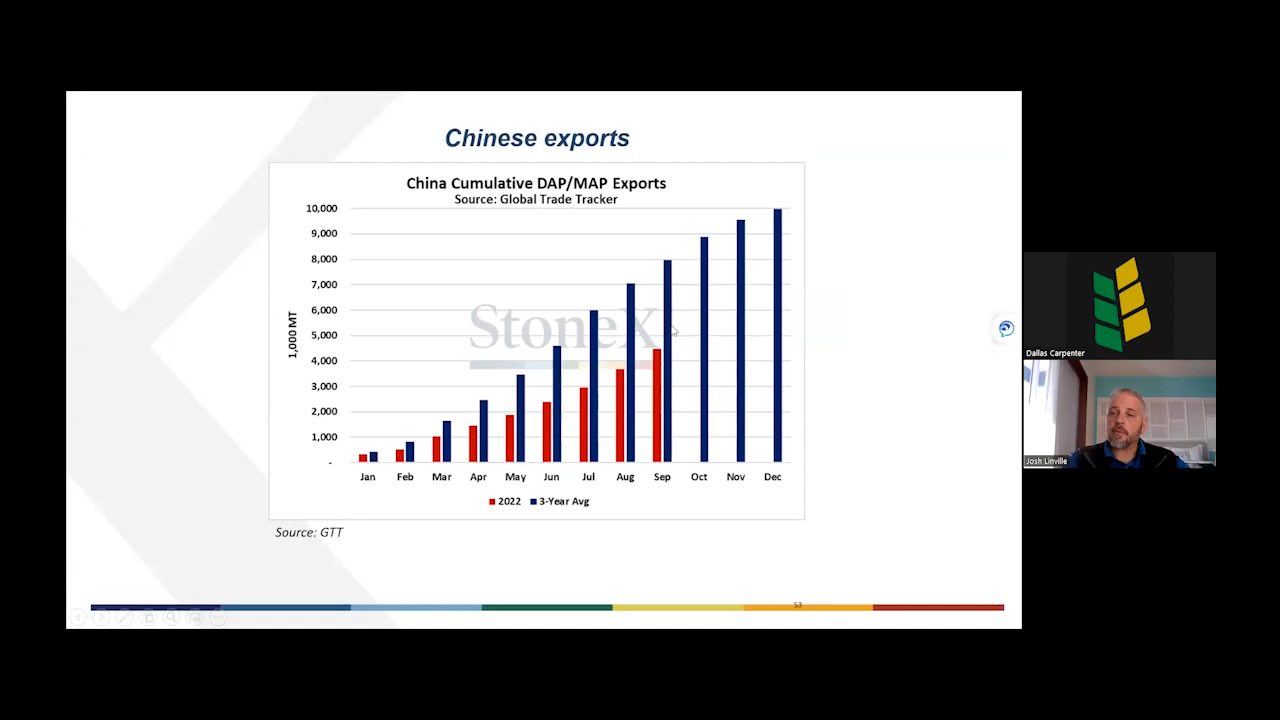 Chinese exports
China Cumulative DAP/MAP Exports
Source: Global Trade Tracker
1,000 MT
10,000
9,000
8,000
7,000
6,000
5,000
4,000
3,000
2,000
1,000
-
StoneX
Jan Feb Mar Apr May Jun Jul Aug Sep Oct Nov Dec
2022 3-Year Avg
Source: GTT
53
Dallas Carpenter
Josh Linville